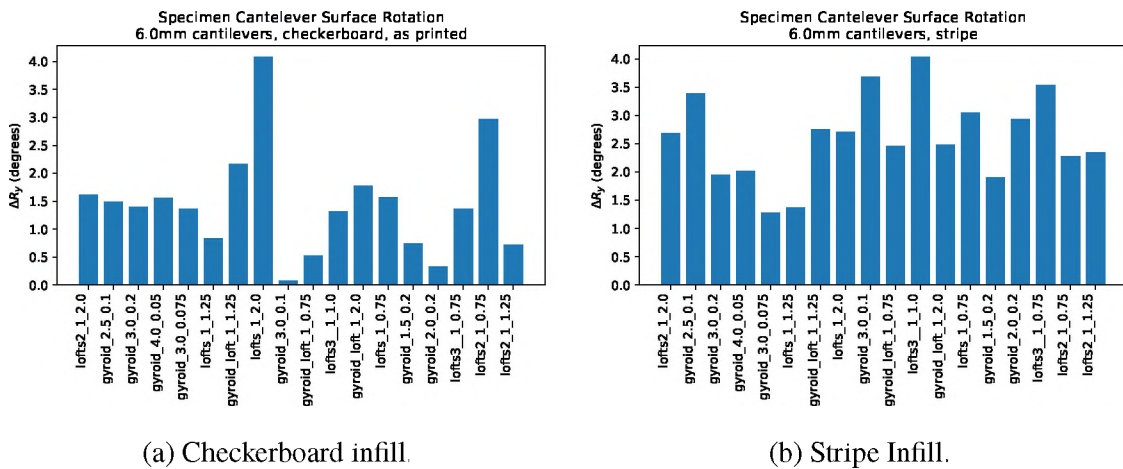 Specimen Cantelever Surface Rotation
6.0mm cantilevers, checkerboard, as printed
ΔRy (degrees)
4.0
3.5
3.0
2.5
2.0
1.5
1.0
0.5
0.0
lofts2_1_2.0
gyroid_2.5_0.1
gyroid_3.0_0.2
gyroid_4.0_0.05
gyroid_3.0_0.075
lofts_1_1.25
gyroid_loft_1_1.25
lofts_1_2.0
gyroid_3.0_0.1
gyroid_loft_1_0.75
lofts3__1_1.0
gyroid_loft_1_2.0
lofts_1_0.75
gyroid_1.5_0.2
gyroid_2.0_0.2
lofts3__1_0.75
lofts2_1_0.75
lofts2_1_1.25
(a) Checkerboard infill.
Specimen Cantelever Surface Rotation
6.0mm cantilevers, stripe
ΔRy (degrees)
4.0
3.5
3.0
2.5
2.0
1.5
1.0
0.5
0.0
lofts2_1_2.0
gyroid_2.5_0.1
gyroid_3.0_0.2
gyroid_4.0_0.05
gyroid_3.0_0.075
lofts_1_1.25
gyroid_loft_1_1.25
lofts_1_2.0
gyroid_3.0_0.1
gyroid_loft_1_0.75
lofts3__1_1.0
gyroid_loft_1_2.0
lofts_1_0.75
gyroid_1.5_0.2
gyroid_2.0_0.2
lofts3__1_0.75
lofts2_1_0.75
lofts2_1_1.25
(b) Stripe Infill.